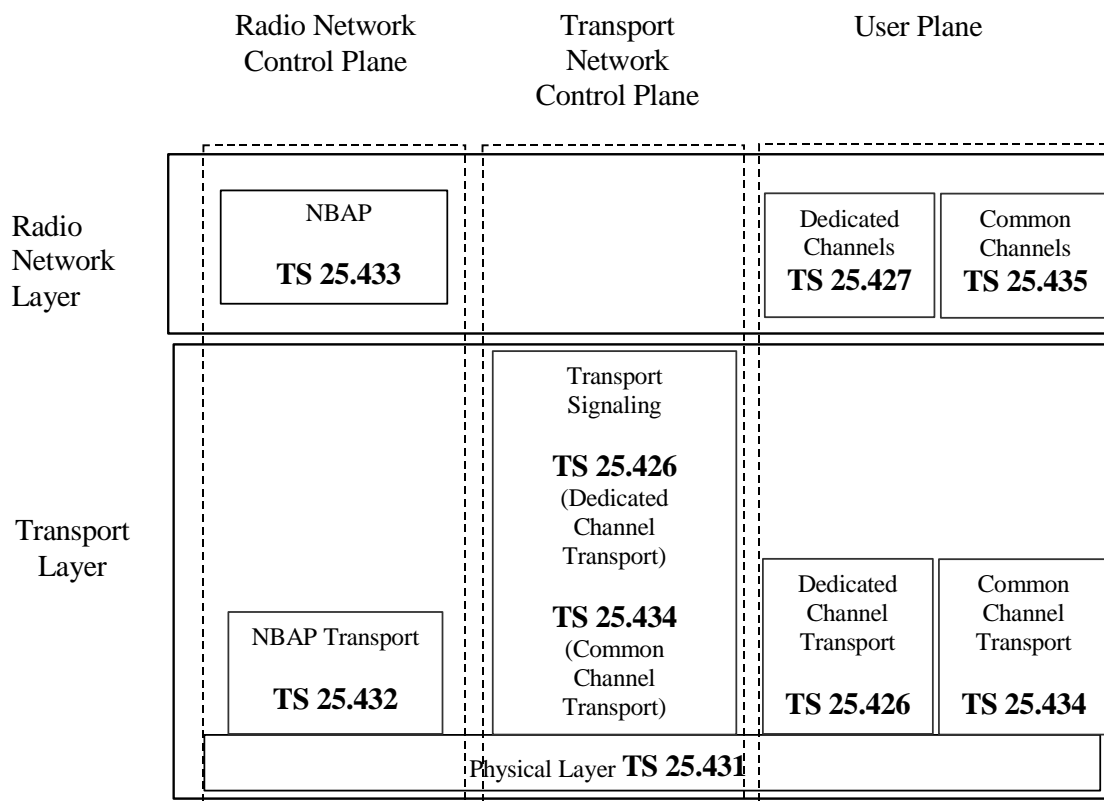 Radio Network
Control Plane
Transport
Network
Control Plane
User Plane
Radio
Network
Layer
NBAP
TS 25.433
Dedicated
Channels
TS 25.427
Common
Channels
TS 25.435
Transport
Layer
Transport
Signaling
TS 25.426
(Dedicated
Channel
Transport)
TS 25.434
(Common
Channel
Transport)
NBAP Transport
TS 25.432
Dedicated
Channel
Transport
TS 25.426
Common
Channel
Transport
TS 25.434
Physical Layer TS 25.431